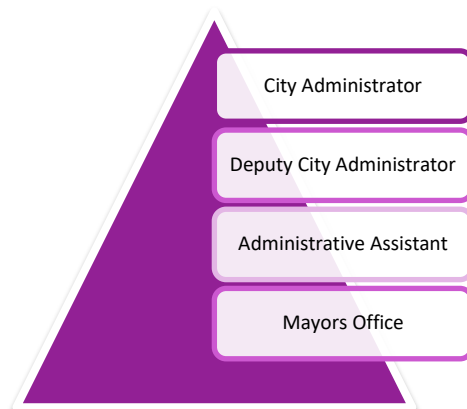 City Administrator
Deputy City Administrator
Administrative Assistant
Mayors Office